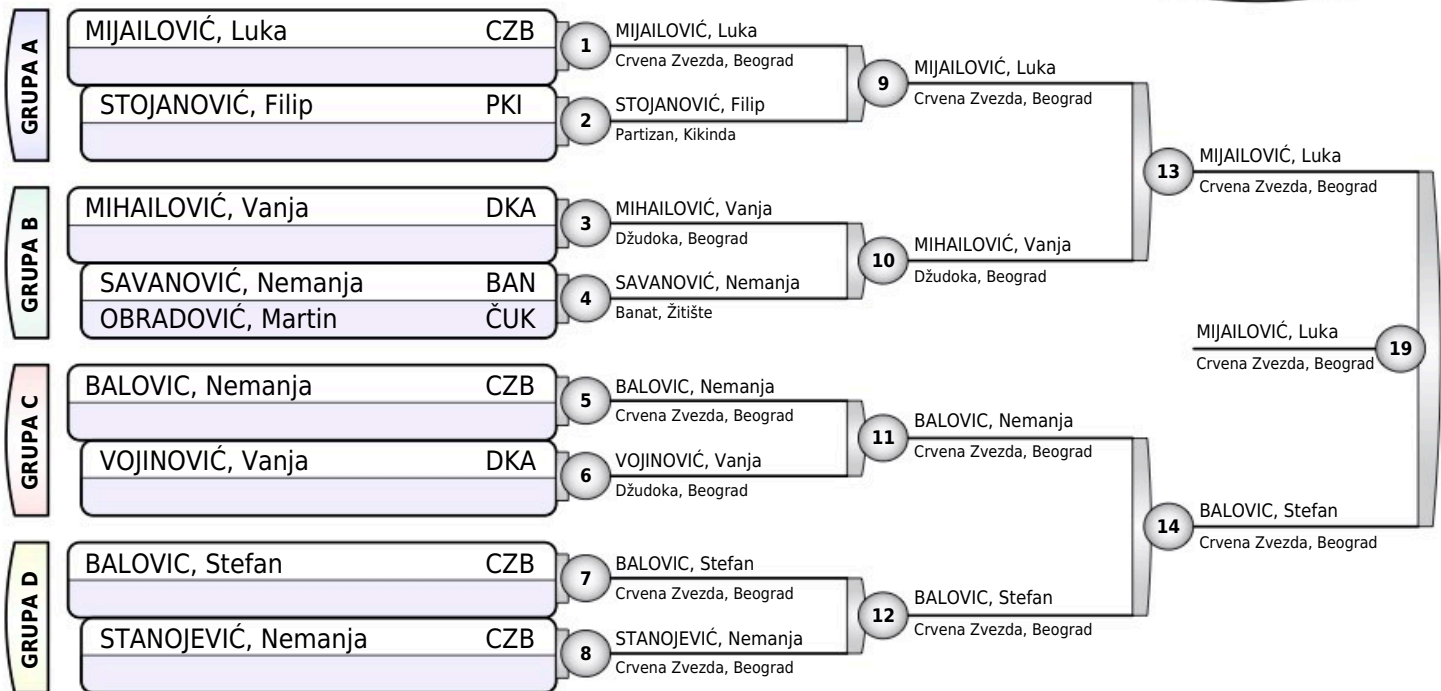 GRUPA A
MIJAILOVIĆ, Luka CZB
STOJANOVIĆ, Filip PKI
GRUPA B
MIHAILOVIĆ, Vanja DKA
SAVANOVIĆ, Nemanja BAN
OBRADOVIĆ, Martin ČUK
GRUPA C
BALOVIC, Nemanja CZB
VOJINOVIĆ, Vanja DKA
GRUPA D
BALOVIC, Stefan CZB
STANOJEVIĆ, Nemanja CZB
1
MIJAILOVIĆ, Luka
Crvena Zvezda, Beograd
2
STOJANOVIĆ, Filip
Partizan, Kikinda
3
MIHAILOVIĆ, Vanja
Džudoka, Beograd
4
SAVANOVIĆ, Nemanja
Banat, Žitište
5
BALOVIC, Nemanja
Crvena Zvezda, Beograd
6
VOJINOVIĆ, Vanja
Džudoka, Beograd
7
BALOVIC, Stefan
Crvena Zvezda, Beograd
8
STANOJEVIĆ, Nemanja
Crvena Zvezda, Beograd
9
MIJAILOVIĆ, Luka
Crvena Zvezda, Beograd
10
MIHAILOVIĆ, Vanja
Džudoka, Beograd
11
BALOVIC, Nemanja
Crvena Zvezda, Beograd
12
BALOVIC, Stefan
Crvena Zvezda, Beograd
13
MIJAILOVIĆ, Luka
Crvena Zvezda, Beograd
14
BALOVIC, Stefan
Crvena Zvezda, Beograd
MIJAILOVIĆ, Luka
Crvena Zvezda, Beograd
19